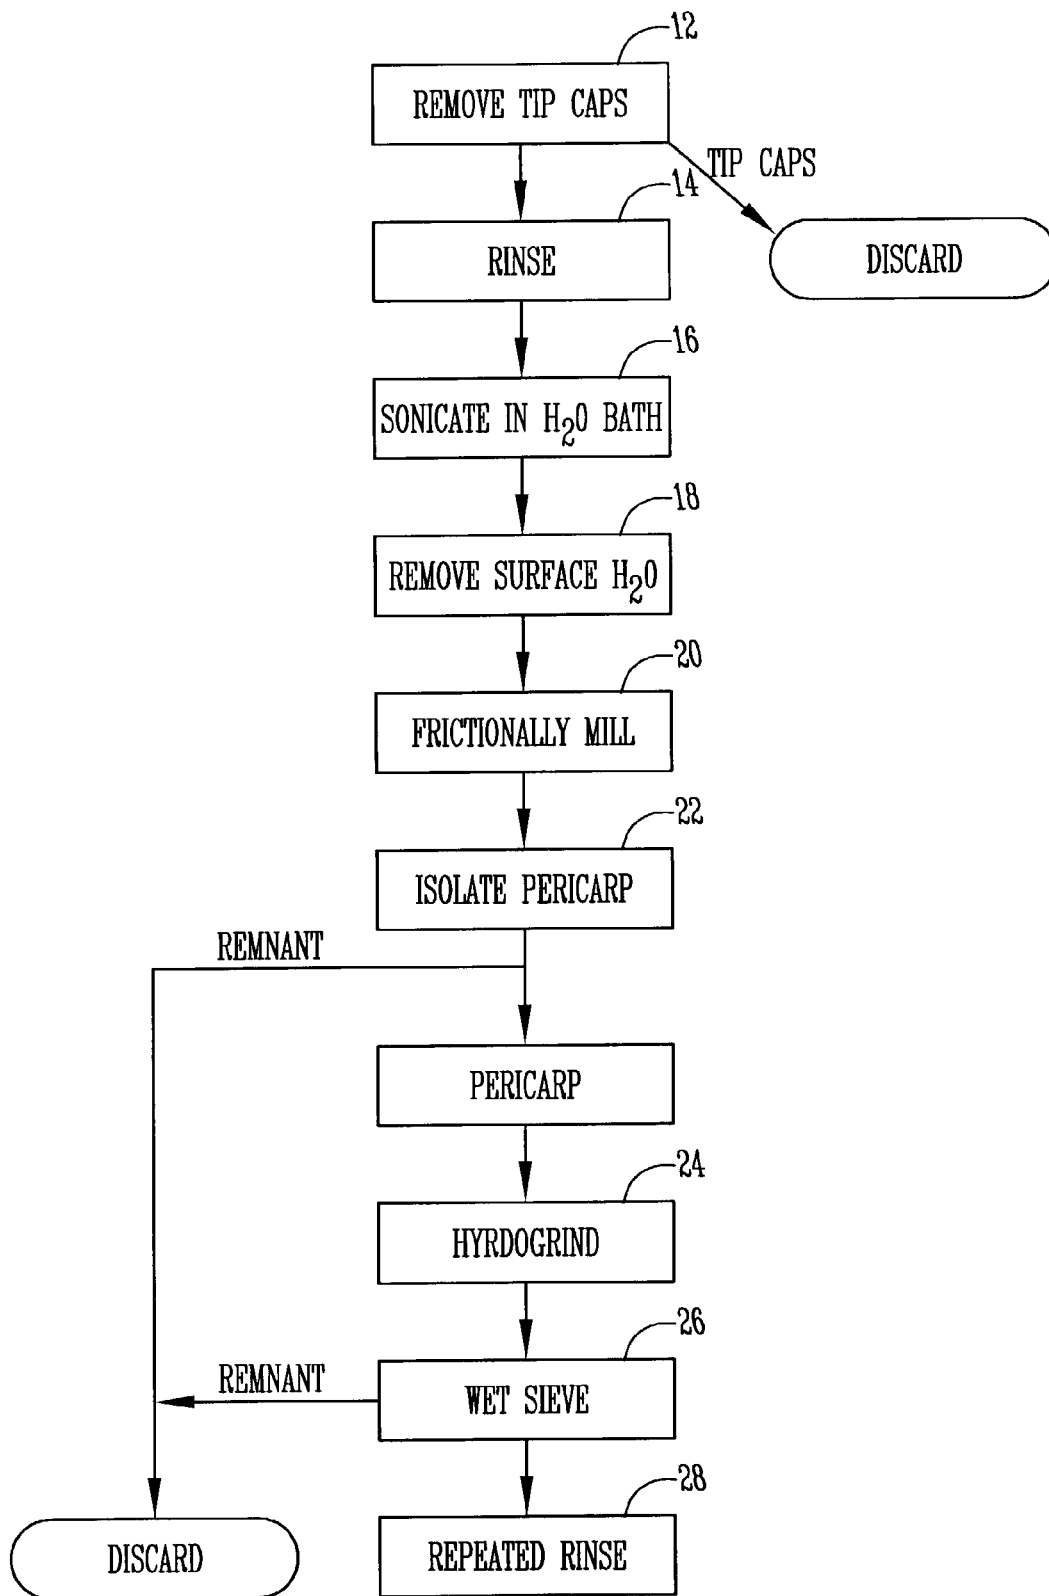 12
REMOVE TIP CAPS
TIP CAPS
14
RINSE
DISCARD
16
SONICATE IN H₂O BATH
18
REMOVE SURFACE H₂O
20
FRICTIONALLY MILL
22
ISOLATE PERICARP
REMNANT
PERICARP
24
HYRDOGRIND
26
REMNANT
WET SIEVE
28
DISCARD
REPEATED RINSE